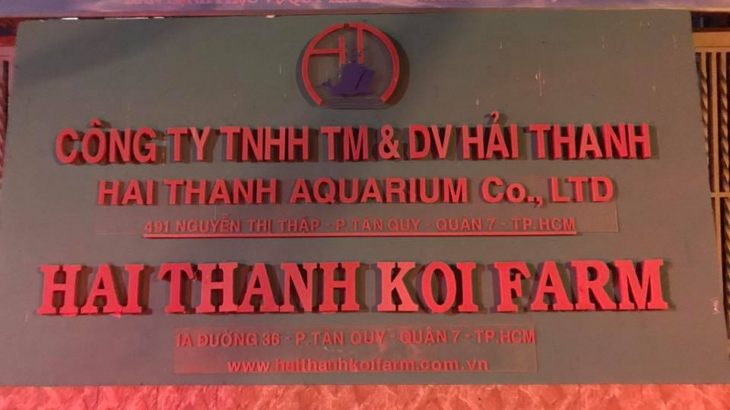 HT
CÔNG TY TNHH TM & DV HẢI THANH
HAI THANH AQUARIUM Co., LTD
491 NGUYỄN THỊ THẬP - P. TÂN QUY - QUẬN 7 - TP.HCM
HAI THANH KOI FARM
1A ĐƯỜNG 36 - P. TÂN QUY - QUẬN 7 - TP.HCM
www.haithanhkoifarm.com.vn